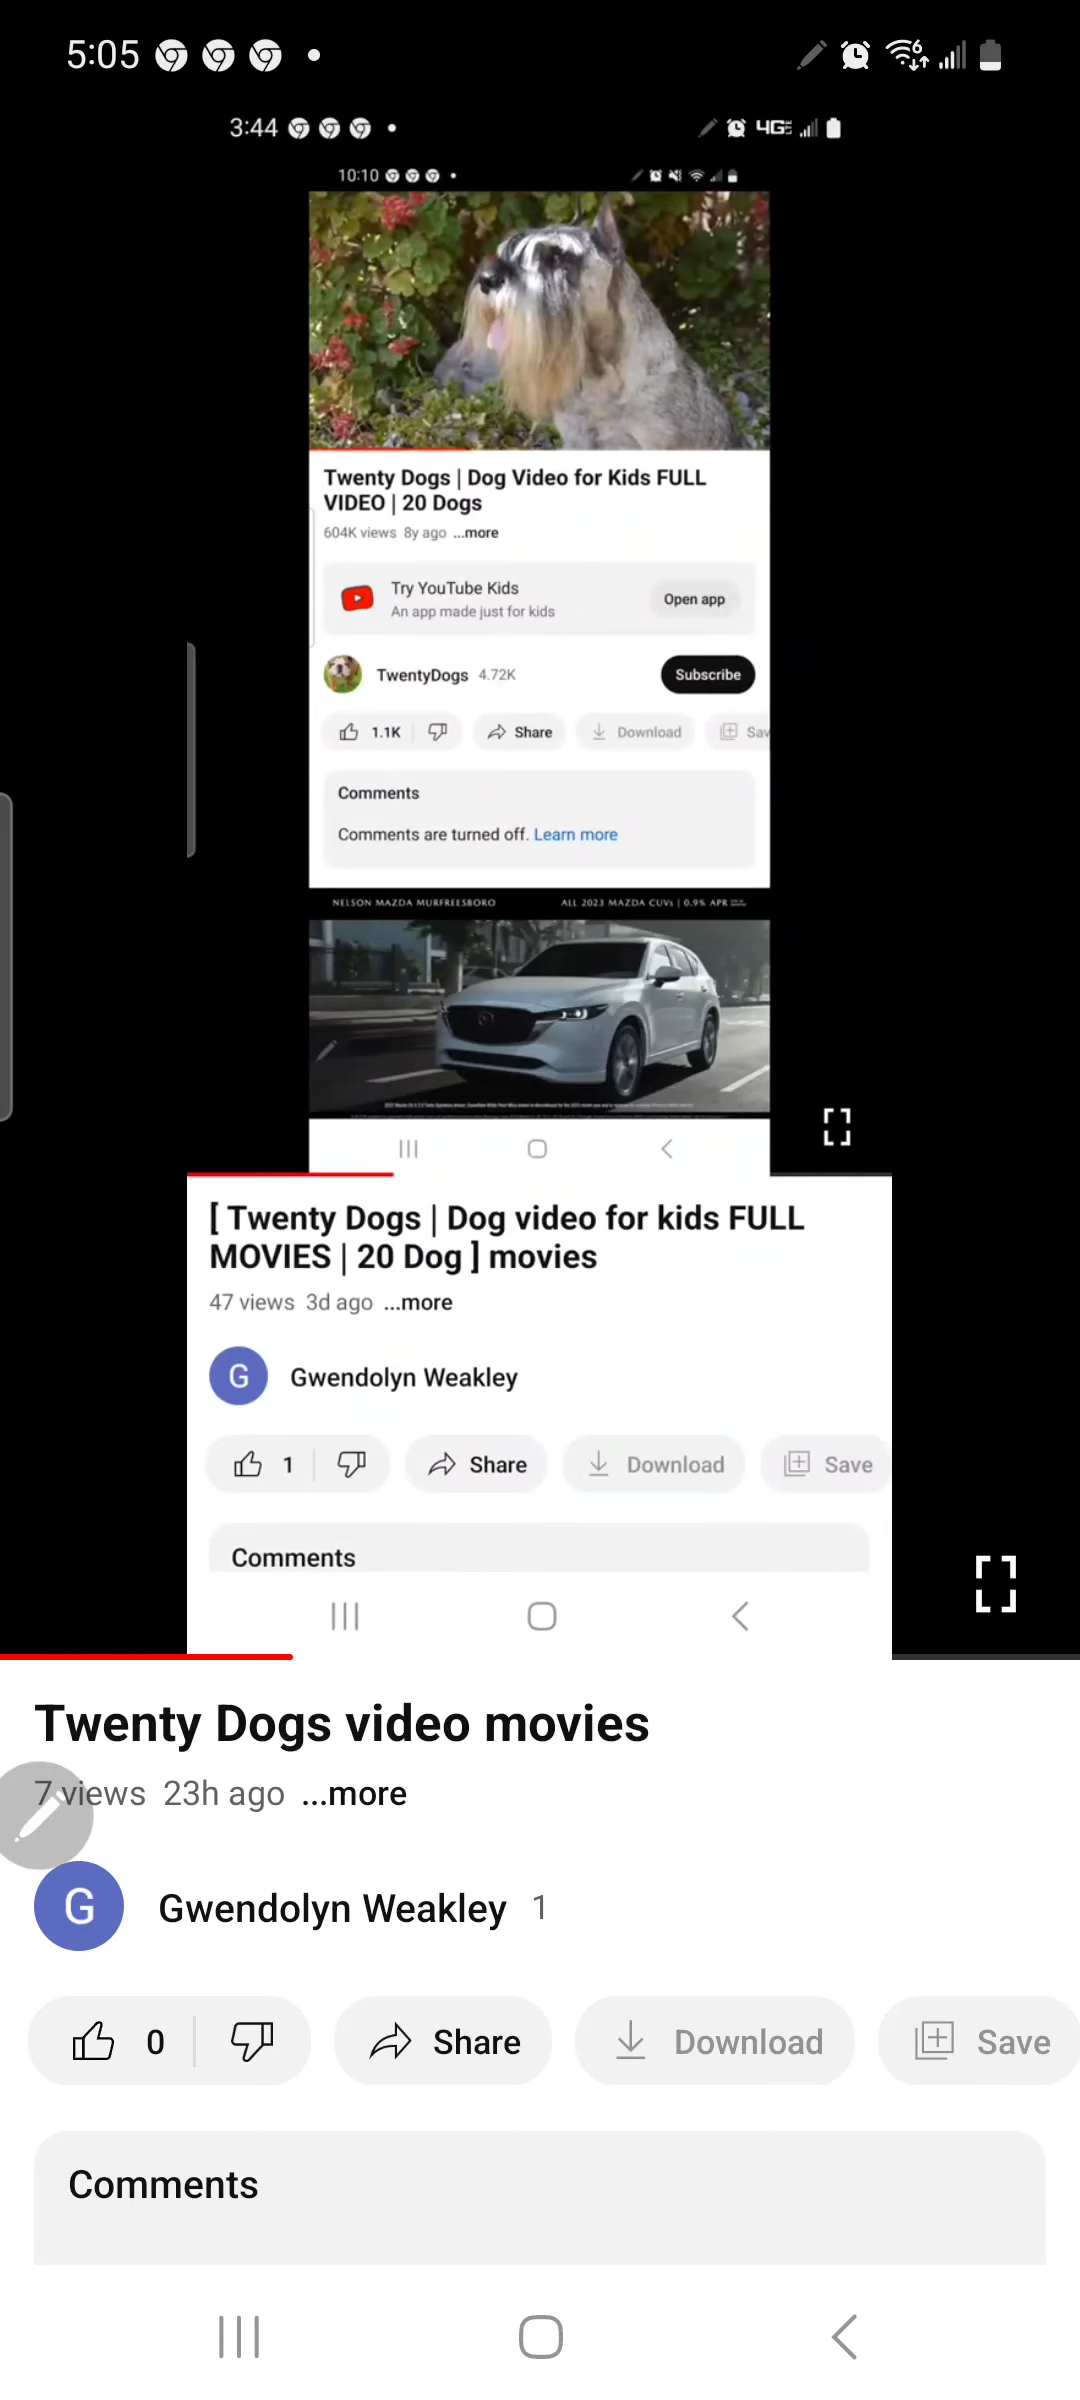 5:05
3:44
4GE
10:10
Twenty Dogs | Dog Video for Kids FULL
VIDEO | 20 Dogs
604K views 8y ago ...more
Try YouTube Kids
An app made just for kids
Open app
TwentyDogs 4.72K
Subscribe
1.1K
Share
Download
Sav
Comments
Comments are turned off. Learn more
NELSON MAZDA MURFREESBORO
ALL 2023 MAZDA CUVs | 0.9% APR
[ Twenty Dogs | Dog video for kids FULL
MOVIES | 20 Dog ] movies
47 views 3d ago ...more
G
Gwendolyn Weakley
1
Share
Download
Save
Comments
Twenty Dogs video movies
7 views 23h ago ...more
G
Gwendolyn Weakley 1
0
Share
Download
Save
Comments